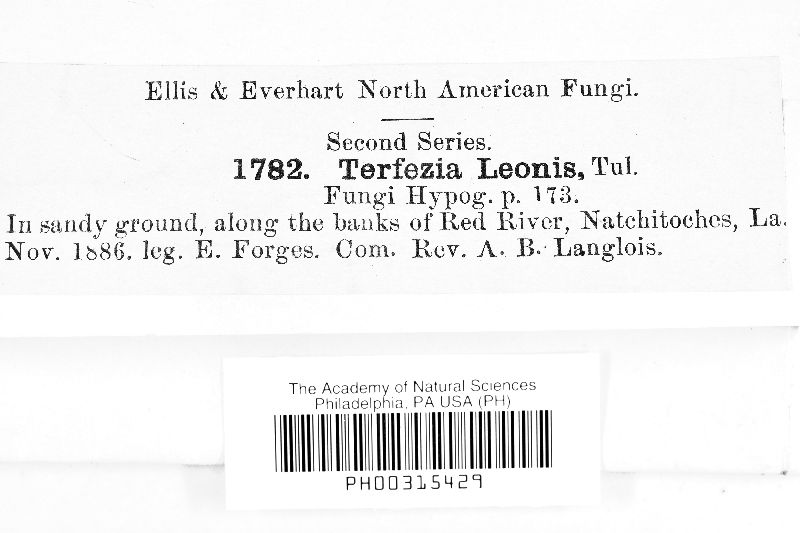 Ellis & Everhart North American Fungi.
Second Series.
1782. Terfezia Leonis, Tul.
Fungi Hypog. p. 173.
In sandy ground, along the banks of Red River, Natchitoches, La.
Nov. 1886. leg. E. Forges. Com. Rev. A. B. Langlois.
The Academy of Natural Sciences
Philadelphia, PA USA (PH)
PH00315429